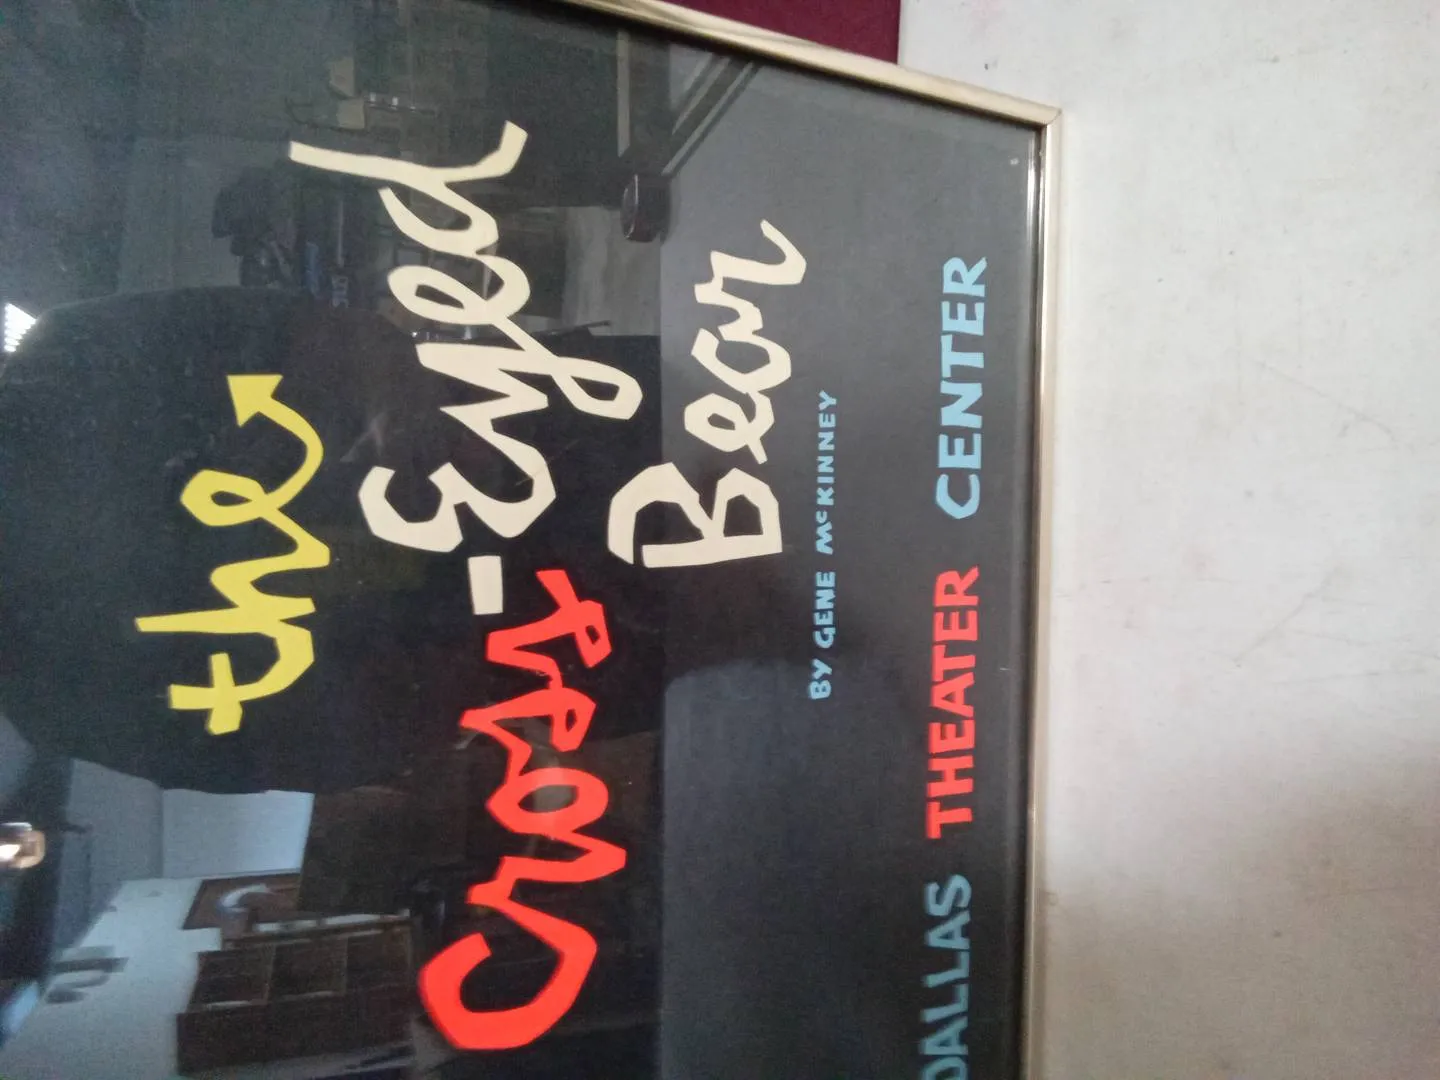 the
Cross-Eyed
Bear
BY GENE McKINNEY
DALLAS THEATER CENTER